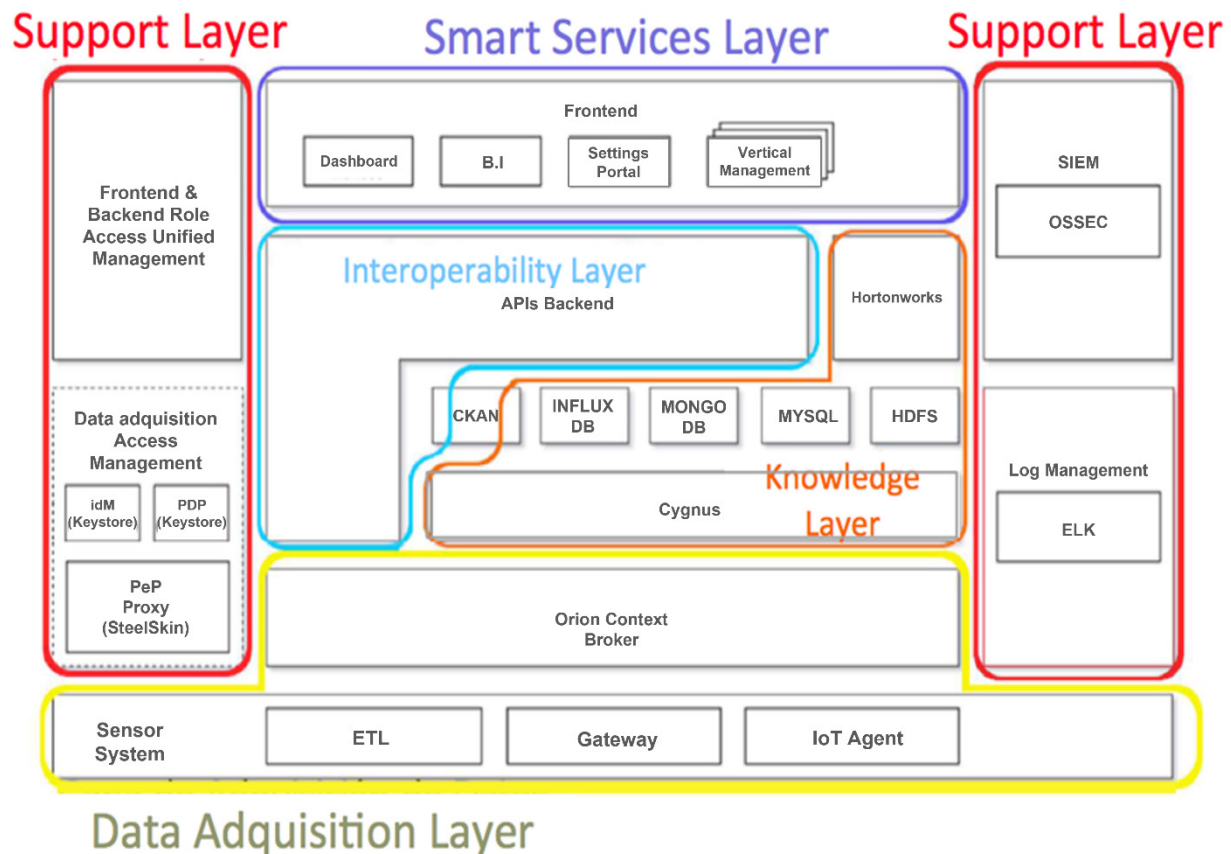 Support Layer
Smart Services Layer
Support Layer
Frontend
Dashboard
B.I
Settings
Portal
Vertical
Management
Frontend &
Backend Role
Access Unified
Management
SIEM
OSSEC
Interoperability Layer
APIs Backend
Hortonworks
CKAN
INFLUX
DB
MONGO
DB
MYSQL
HDFS
Data adquisition
Access
Management
idM
(Keystore)
PDP
(Keystore)
PeP
Proxy
(SteelSkin)
Knowledge
Layer
Cygnus
Log Management
ELK
Orion Context
Broker
Sensor
System
ETL
Gateway
IoT Agent
Data Adquisition Layer